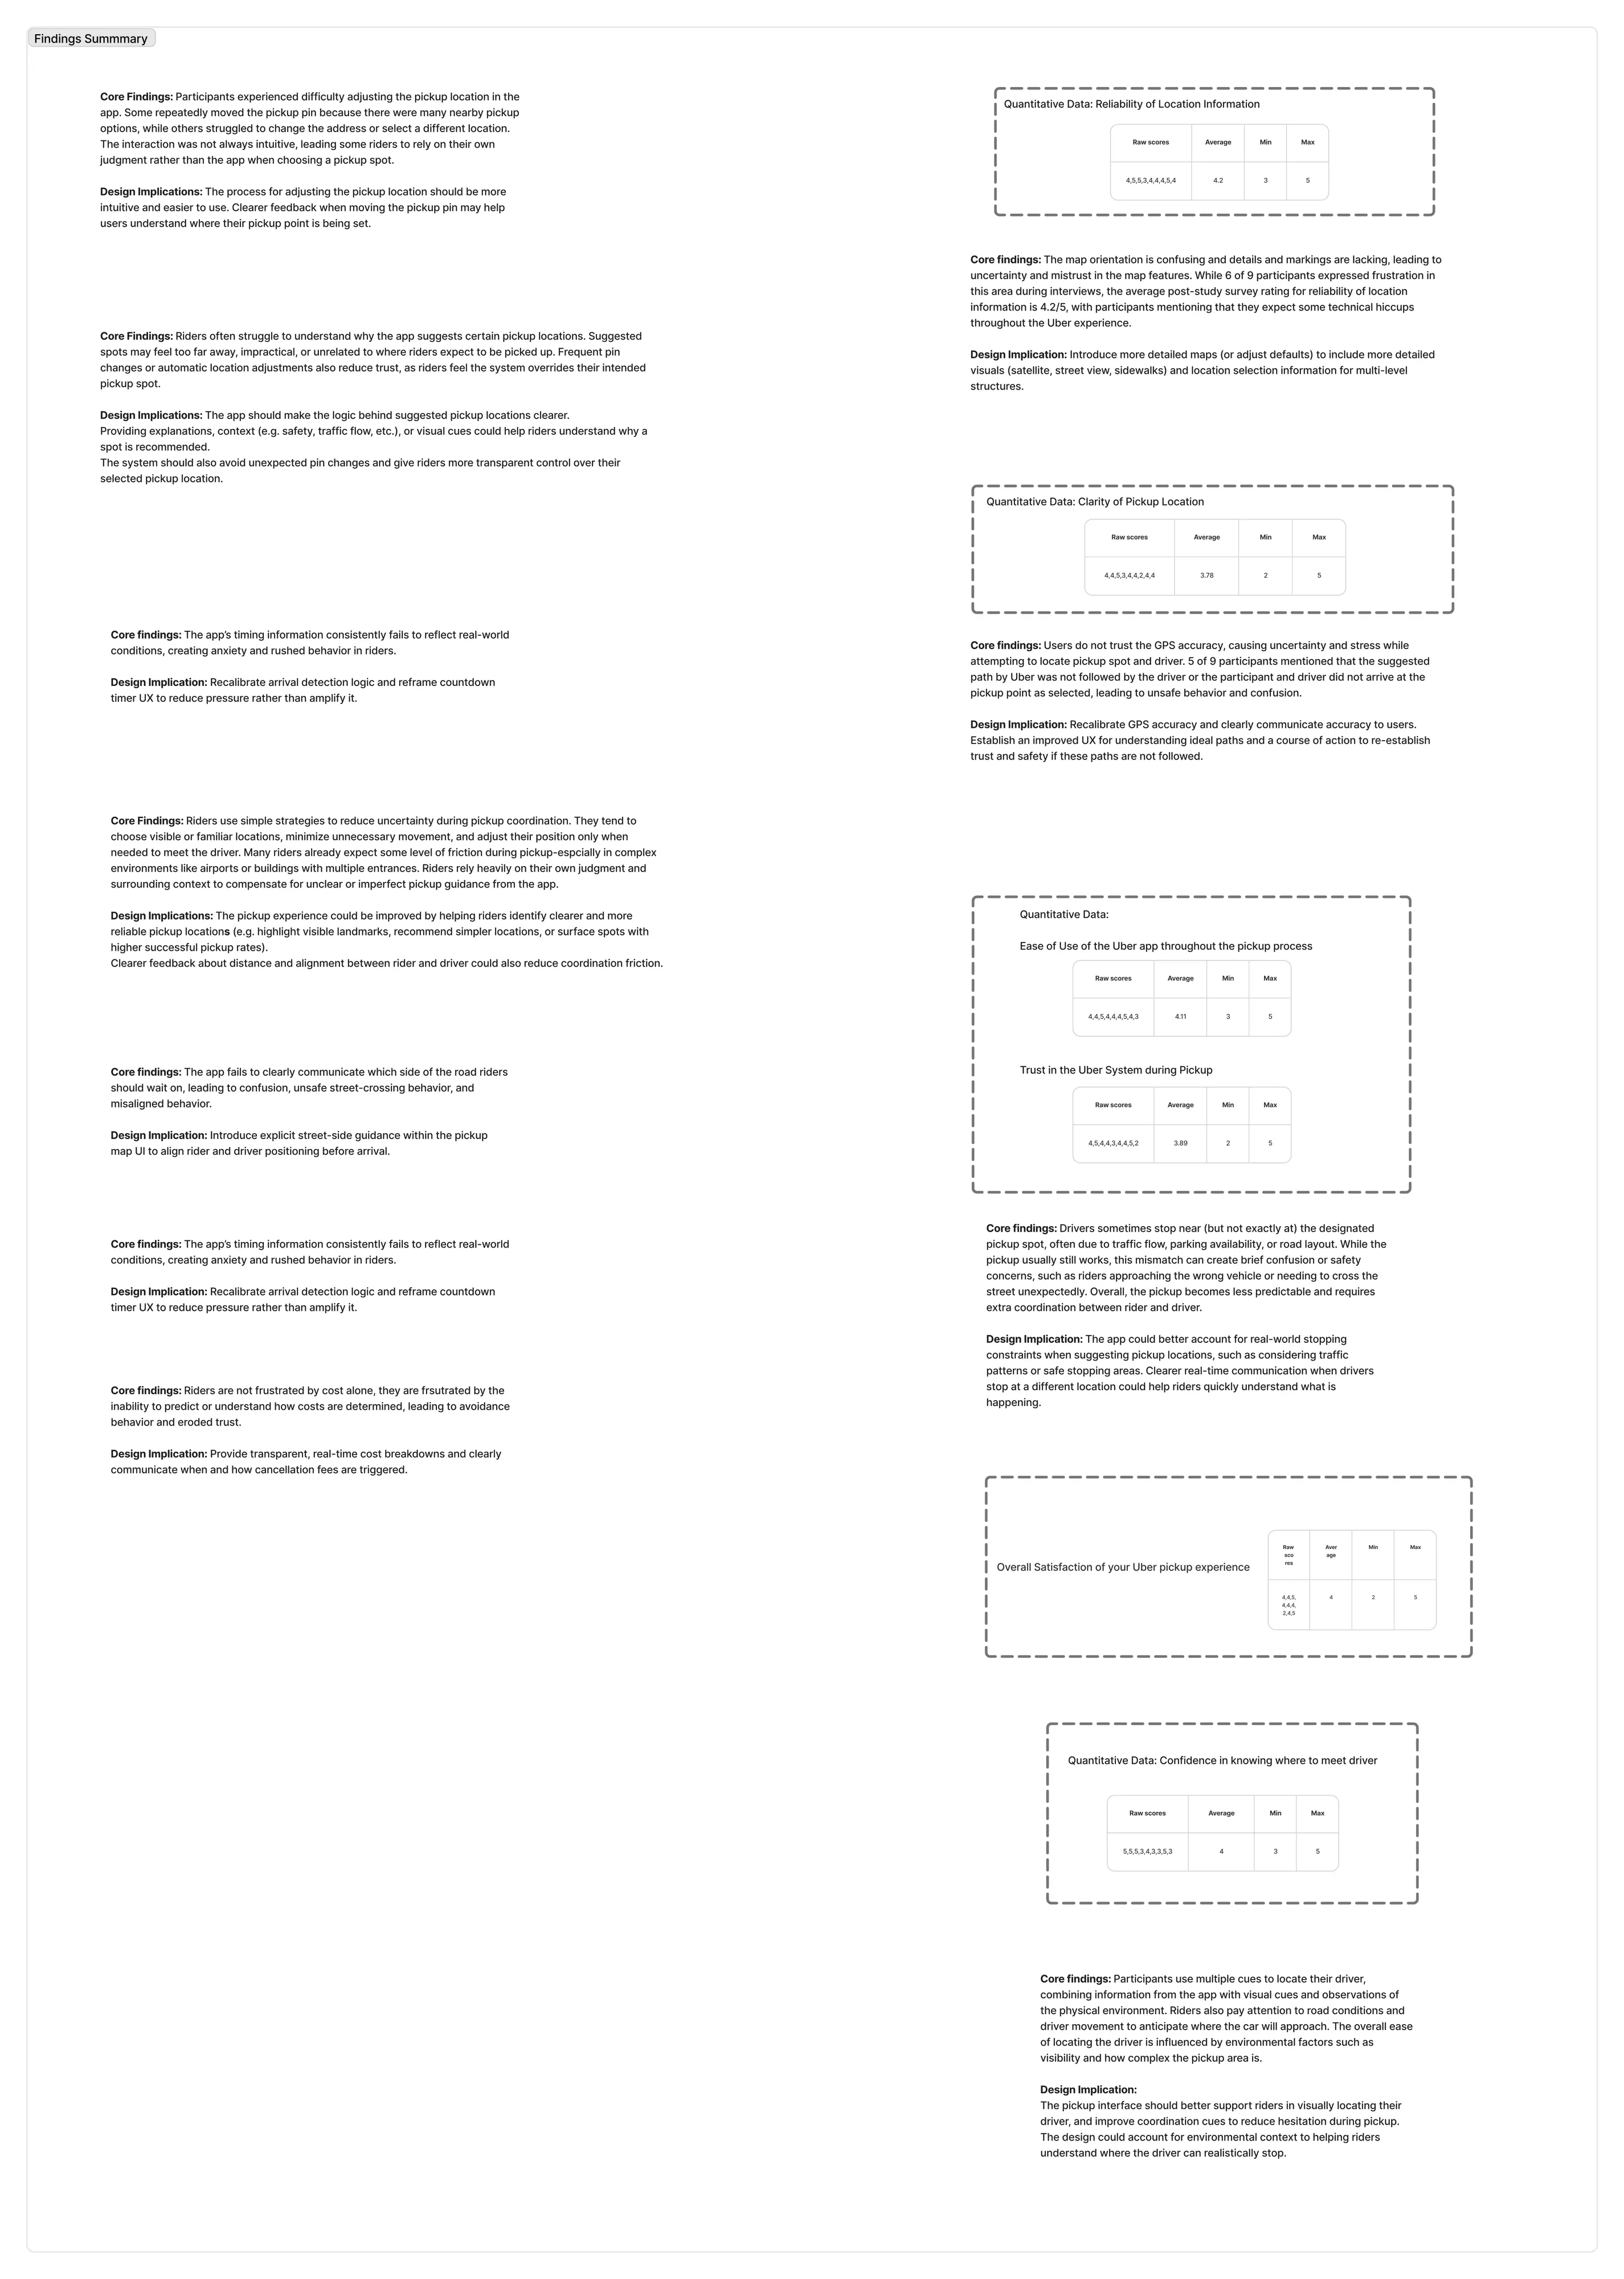 Findings Summmary
Core Findings: Participants experienced difficulty adjusting the pickup location in the
app. Some repeatedly moved the pickup pin because there were many nearby pickup
options, while others struggled to change the address or select a different location.
The interaction was not always intuitive, leading some riders to rely on their own
judgment rather than the app when choosing a pickup spot.
Design Implications: The process for adjusting the pickup location should be more
intuitive and easier to use. Clearer feedback when moving the pickup pin may help
users understand where their pickup point is being set.
Core Findings: Riders often struggle to understand why the app suggests certain pickup locations. Suggested
spots may feel too far away, impractical, or unrelated to where riders expect to be picked up. Frequent pin
changes or automatic location adjustments also reduce trust, as riders feel the system overrides their intended
pickup spot.
Design Implications: The app should make the logic behind suggested pickup locations clearer.
Providing explanations, context (e.g. safety, traffic flow, etc.), or visual cues could help riders understand why a
spot is recommended.
The system should also avoid unexpected pin changes and give riders more transparent control over their
selected pickup location.
Core findings: The app's timing information consistently fails to reflect real-world
conditions, creating anxiety and rushed behavior in riders.
Design Implication: Recalibrate arrival detection logic and reframe countdown
timer UX to reduce pressure rather than amplify it.
Core Findings: Riders use simple strategies to reduce uncertainty during pickup coordination. They tend to
choose visible or familiar locations, minimize unnecessary movement, and adjust their position only when
needed to meet the driver. Many riders already expect some level of friction during pickup-espcially in complex
environments like airports or buildings with multiple entrances. Riders rely heavily on their own judgment and
surrounding context to compensate for unclear or imperfect pickup guidance from the app.
Design Implications: The pickup experience could be improved by helping riders identify clearer and more
reliable pickup locations (e.g. highlight visible landmarks, recommend simpler locations, or surface spots with
higher successful pickup rates).
Clearer feedback about distance and alignment between rider and driver could also reduce coordination friction.
Core findings: The app fails to clearly communicate which side of the road riders
should wait on, leading to confusion, unsafe street-crossing behavior, and
misaligned behavior.
Design Implication: Introduce explicit street-side guidance within the pickup
map UI to align rider and driver positioning before arrival.
Core findings: The app's timing information consistently fails to reflect real-world
conditions, creating anxiety and rushed behavior in riders.
Design Implication: Recalibrate arrival detection logic and reframe countdown
timer UX to reduce pressure rather than amplify it.
Core findings: Riders are not frustrated by cost alone, they are frsutrated by the
inability to predict or understand how costs are determined, leading to avoidance
behavior and eroded trust.
Design Implication: Provide transparent, real-time cost breakdowns and clearly
communicate when and how cancellation fees are triggered.
Quantitative Data: Reliability of Location Information
Raw scores Average Min Max
4,5,5,3,4,4,4,5,4 4.2 3 5
Core findings: The map orientation is confusing and details and markings are lacking, leading to
uncertainty and mistrust in the map features. While 6 of 9 participants expressed frustration in
this area during interviews, the average post-study survey rating for reliability of location
information is 4.2/5, with participants mentioning that they expect some technical hiccups
throughout the Uber experience.
Design Implication: Introduce more detailed maps (or adjust defaults) to include more detailed
visuals (satellite, street view, sidewalks) and location selection information for multi-level
structures.
Quantitative Data: Clarity of Pickup Location
Raw scores Average Min Max
4,4,5,3,4,4,2,4,4 3.78 2 5
Core findings: Users do not trust the GPS accuracy, causing uncertainty and stress while
attempting to locate pickup spot and driver. 5 of 9 participants mentioned that the suggested
path by Uber was not followed by the driver or the participant and driver did not arrive at the
pickup point as selected, leading to unsafe behavior and confusion.
Design Implication: Recalibrate GPS accuracy and clearly communicate accuracy to users.
Establish an improved UX for understanding ideal paths and a course of action to re-establish
trust and safety if these paths are not followed.
Quantitative Data:
Ease of Use of the Uber app throughout the pickup process
Raw scores Average Min Max
4,4,5,4,4,4,5,4,3 4.11 3 5
Trust in the Uber System during Pickup
Raw scores Average Min Max
4,5,4,4,3,4,4,5,2 3.89 2 5
Core findings: Drivers sometimes stop near (but not exactly at) the designated
pickup spot, often due to traffic flow, parking availability, or road layout. While the
pickup usually still works, this mismatch can create brief confusion or safety
concerns, such as riders approaching the wrong vehicle or needing to cross the
street unexpectedly. Overall, the pickup becomes less predictable and requires
extra coordination between rider and driver.
Design Implication: The app could better account for real-world stopping
constraints when suggesting pickup locations, such as considering traffic
patterns or safe stopping areas. Clearer real-time communication when drivers
stop at a different location could help riders quickly understand what is
happening.
Overall Satisfaction of your Uber pickup experience
Raw
sco
res
Aver
age
Min
Max
4,4,5,
4,4,4,
2,4,5
4
2
5
Quantitative Data: Confidence in knowing where to meet driver
Raw scores Average Min Max
5,5,5,3,4,3,3,5,3 4 3 5
Core findings: Participants use multiple cues to locate their driver,
combining information from the app with visual cues and observations of
the physical environment. Riders also pay attention to road conditions and
driver movement to anticipate where the car will approach. The overall ease
of locating the driver is influenced by environmental factors such as
visibility and how complex the pickup area is.
Design Implication:
The pickup interface should better support riders in visually locating their
driver, and improve coordination cues to reduce hesitation during pickup.
The design could account for environmental context to helping riders
understand where the driver can realistically stop.